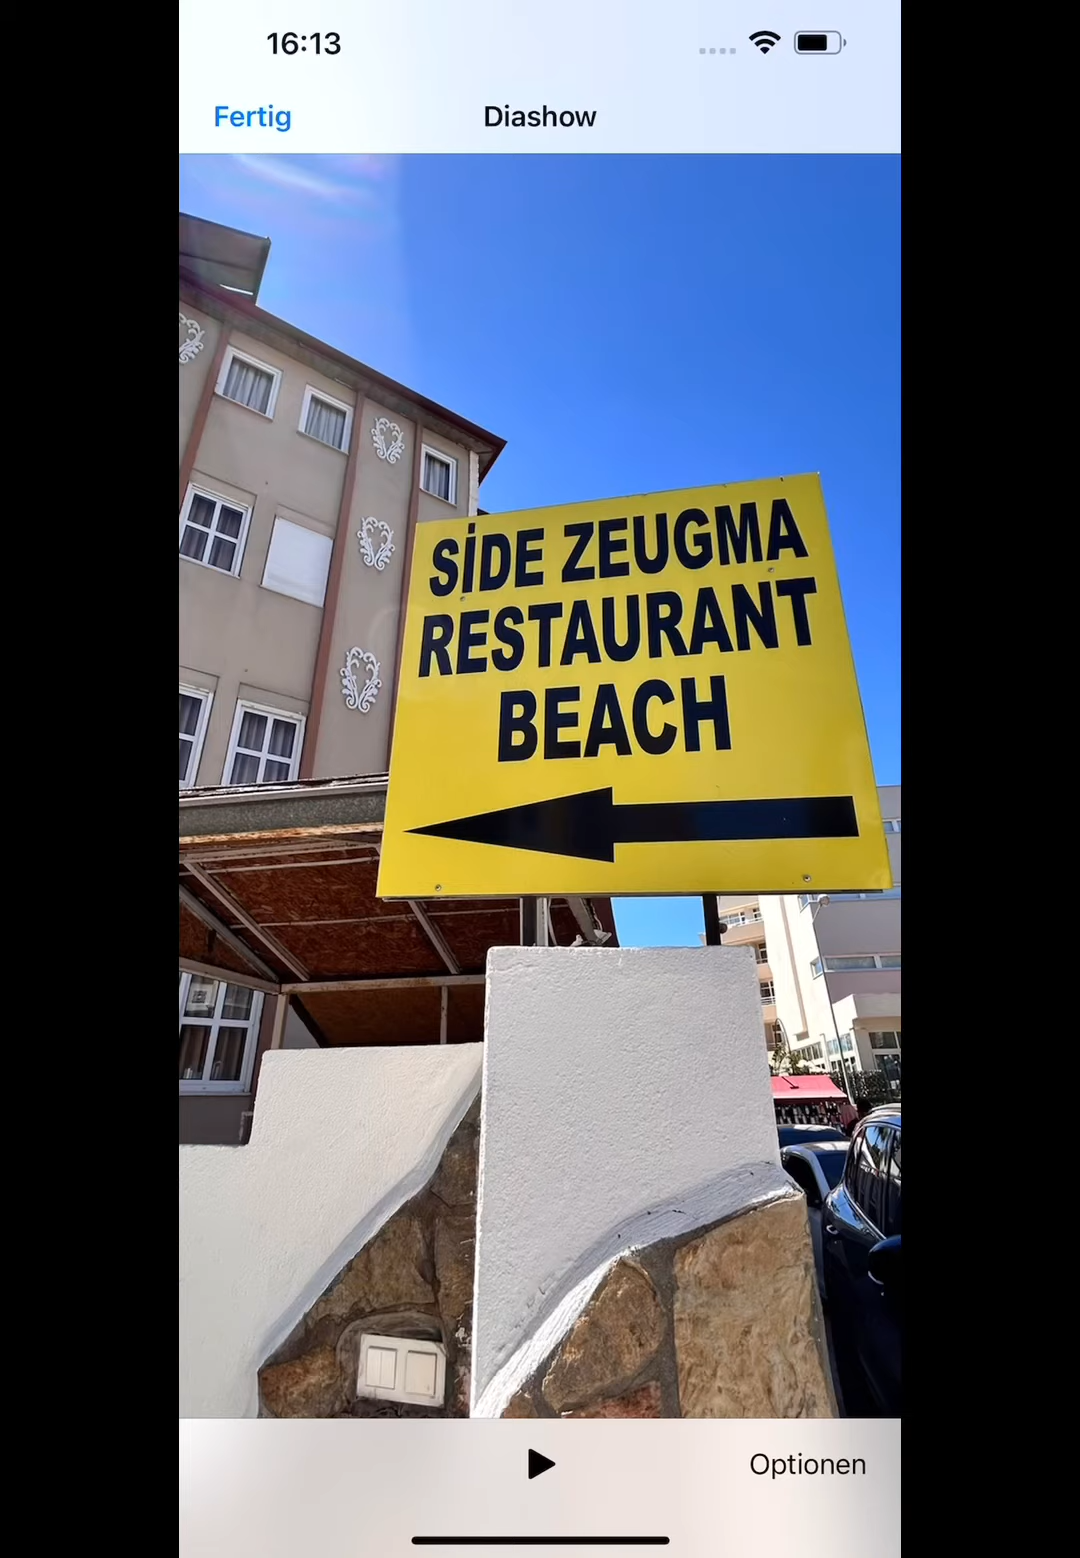 16:13
Fertig
Diashow
SİDE ZEUGMA
RESTAURANT
BEACH
Optionen